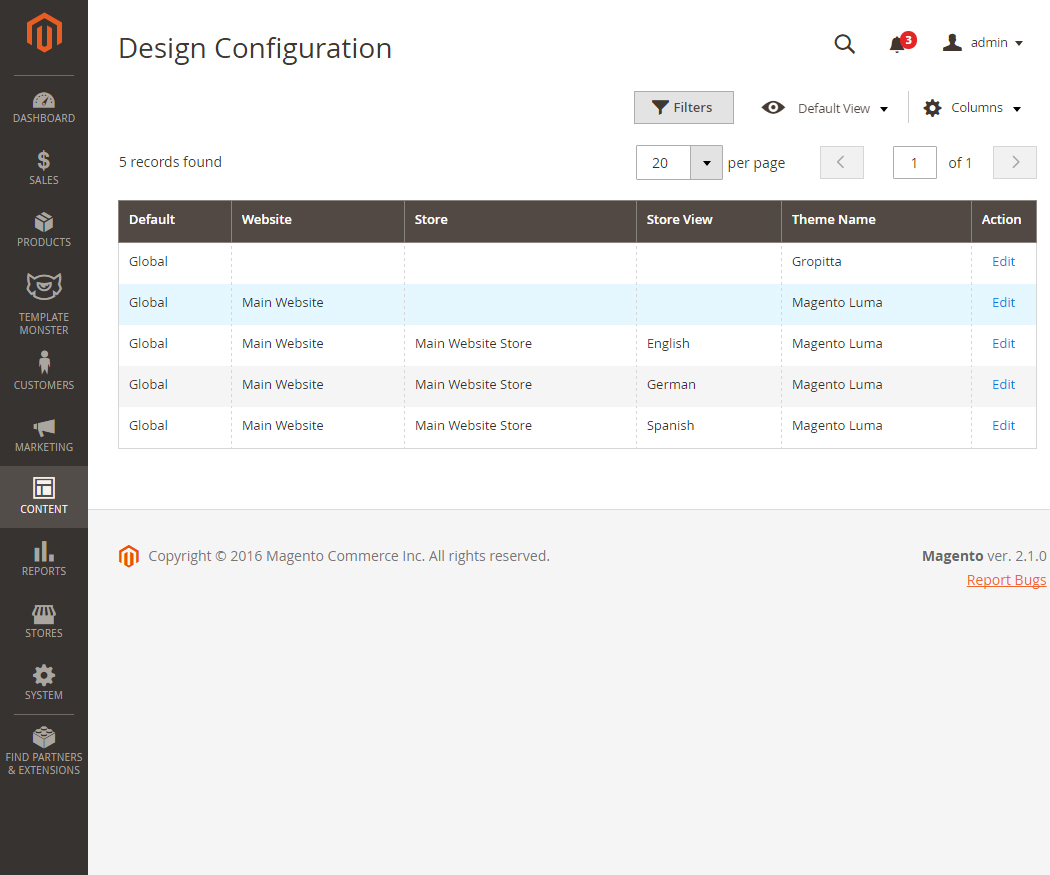 Design Configuration
3
admin
Filters
Default View
Columns
5 records found
20
per page
1
of 1
Default Website Store Store View Theme Name Action
Global Gropitta Edit
Global Main Website Magento Luma Edit
Global Main Website Main Website Store English Magento Luma Edit
Global Main Website Main Website Store German Magento Luma Edit
Global Main Website Main Website Store Spanish Magento Luma Edit
DASHBOARD
SALES
PRODUCTS
TEMPLATE
MONSTER
CUSTOMERS
MARKETING
CONTENT
REPORTS
STORES
SYSTEM
FIND PARTNERS
& EXTENSIONS
Copyright © 2016 Magento Commerce Inc. All rights reserved.
Magento ver. 2.1.0
Report Bugs